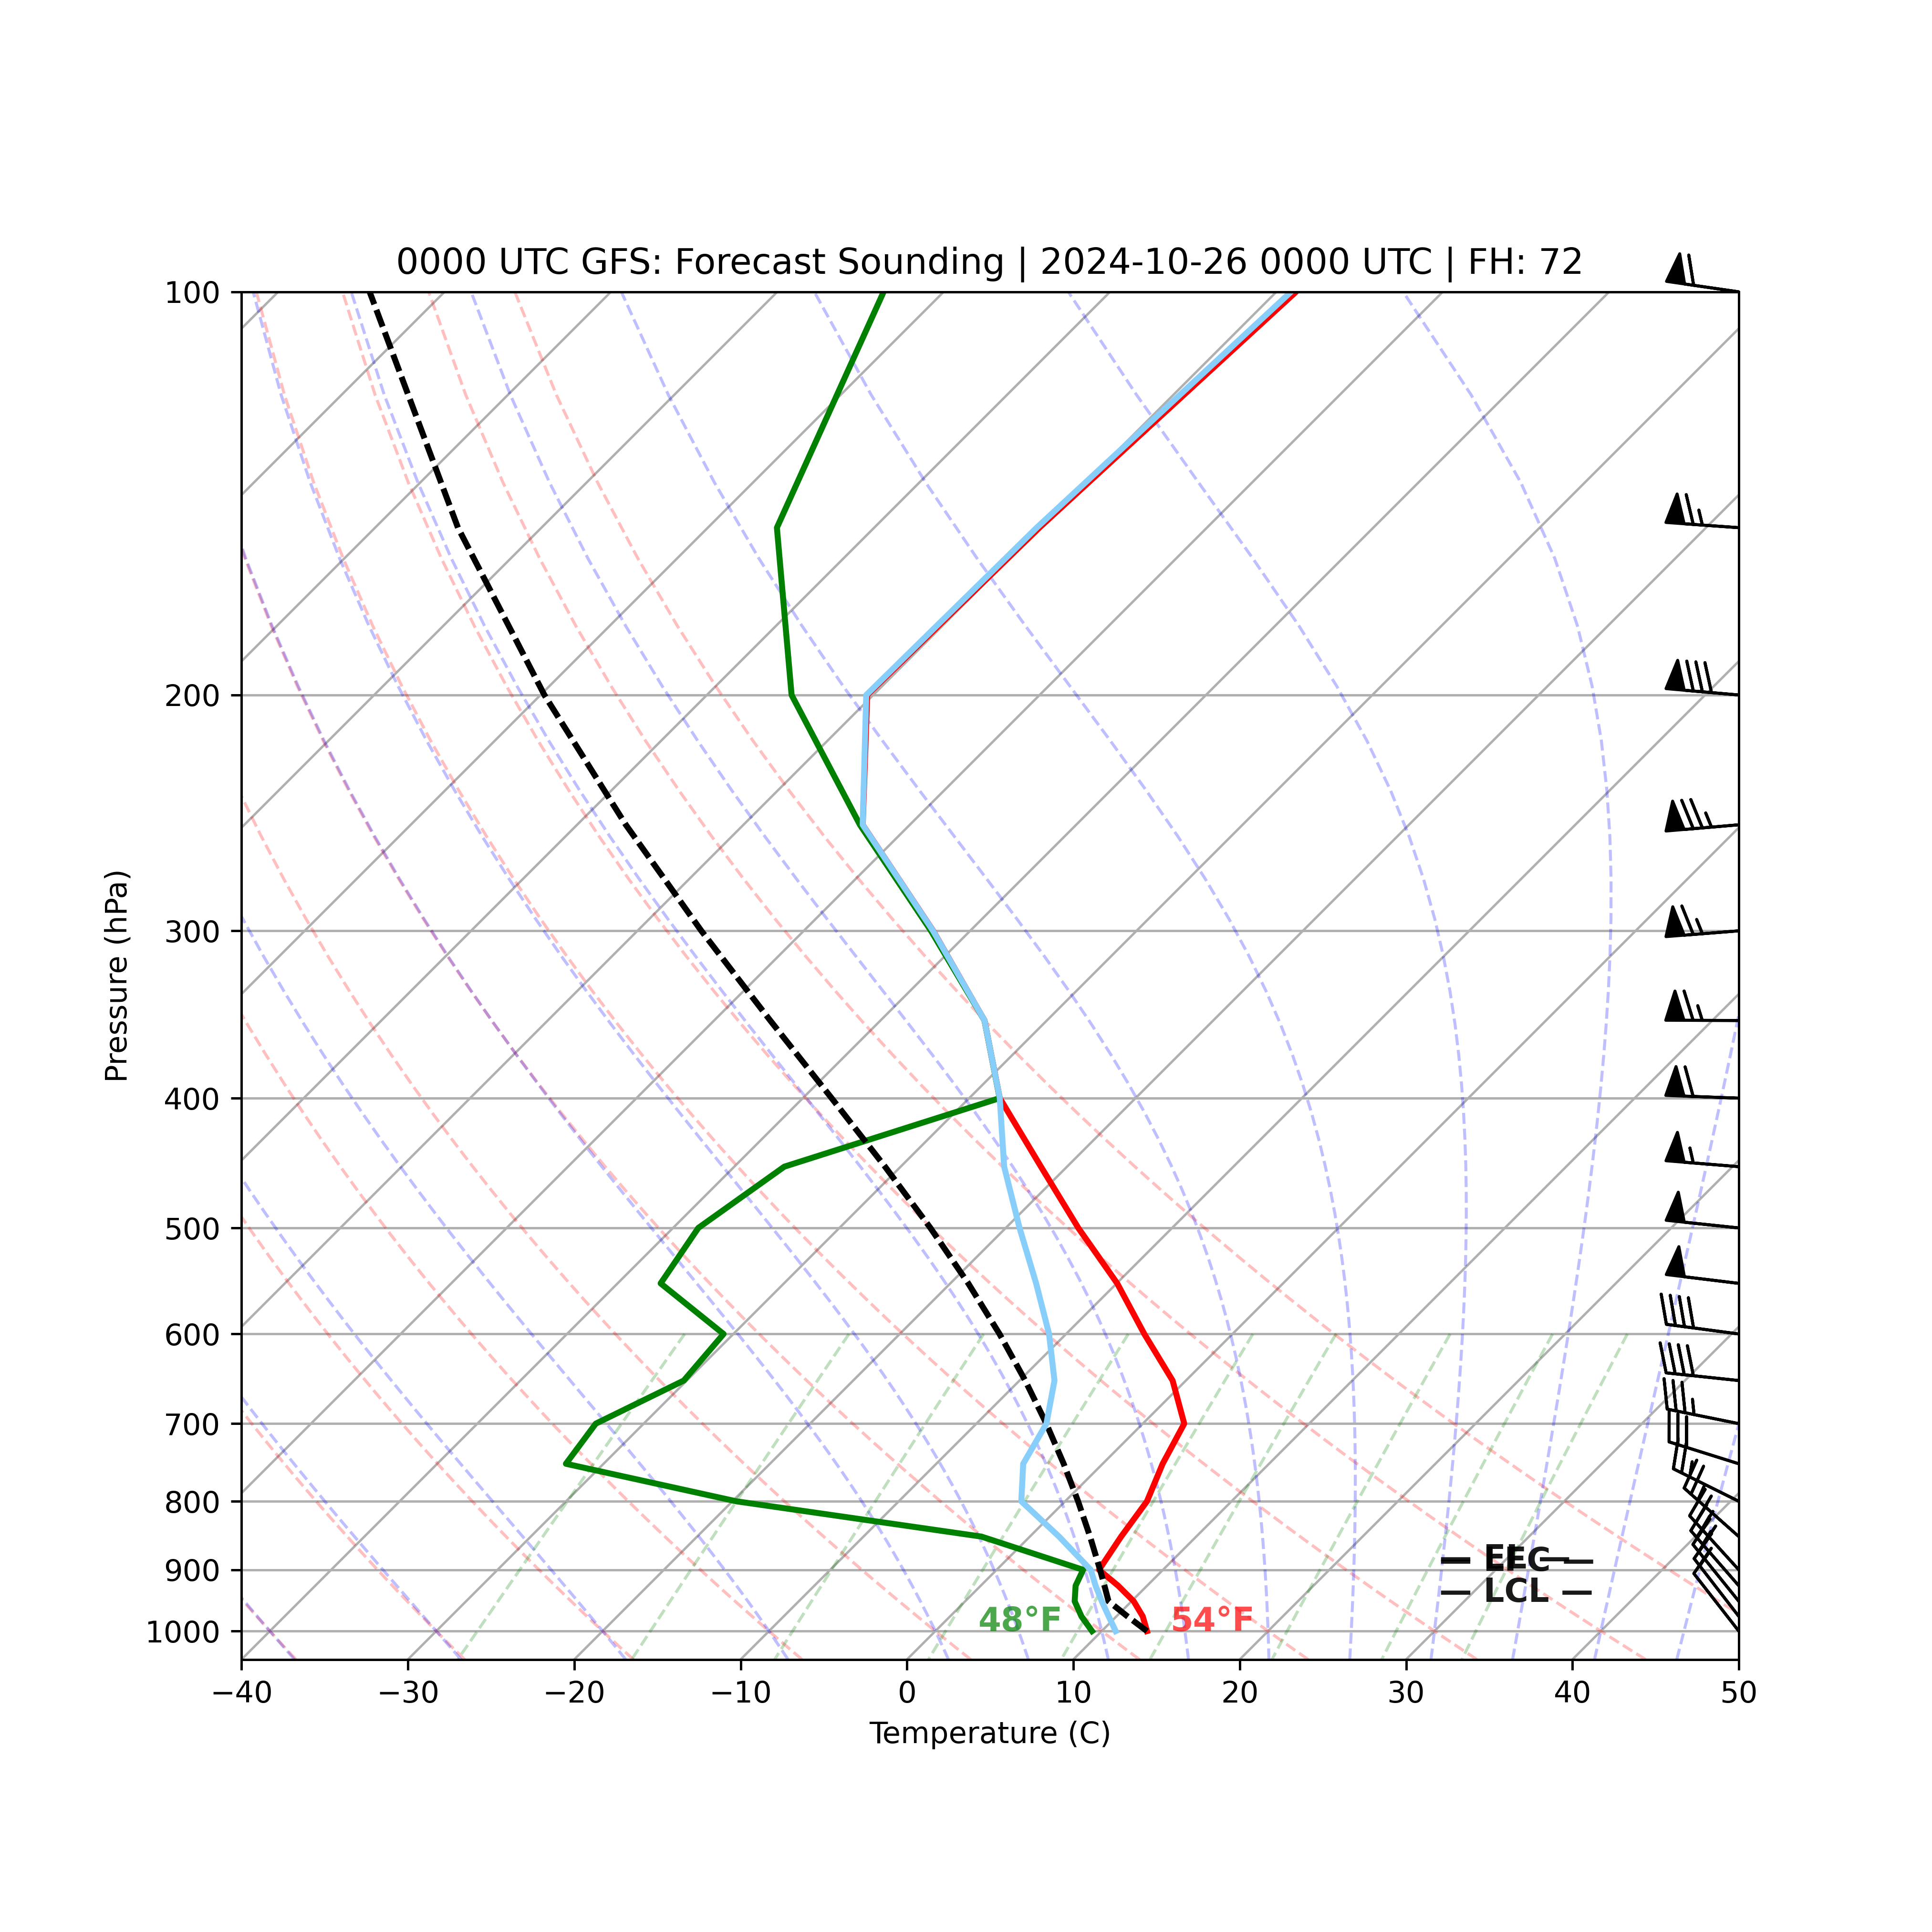 0000 UTC GFS: Forecast Sounding | 2024-10-26 0000 UTC | FH: 72
100
200
300
400
500
600
700
800
900
1000
Pressure (hPa)
— LCL —
48°F
54°F
−40 −30 −20 −10 0 10 20 30 40 50
Temperature (C)